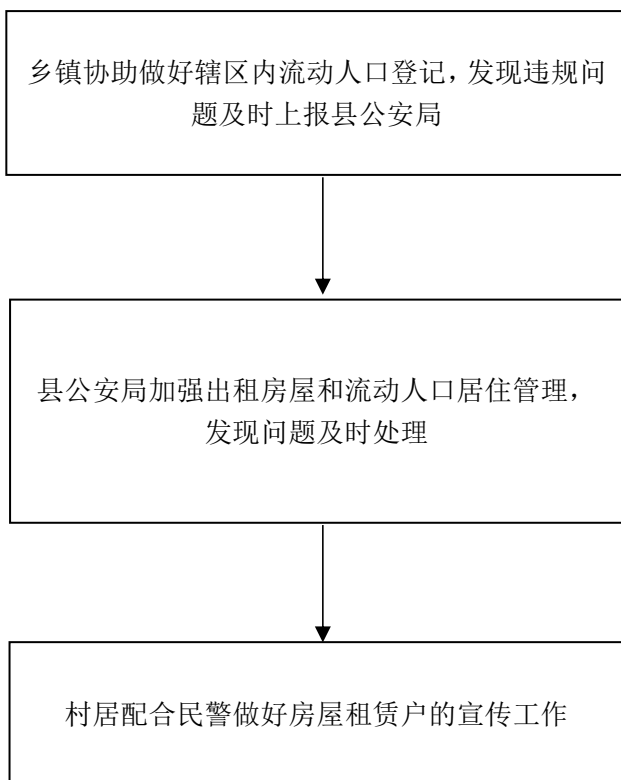 乡镇协助做好辖区内流动人口登记，发现违规问
题及时上报县公安局
县公安局加强出租房屋和流动人口居住管理，
发现问题及时处理
村居配合民警做好房屋租赁户的宣传工作